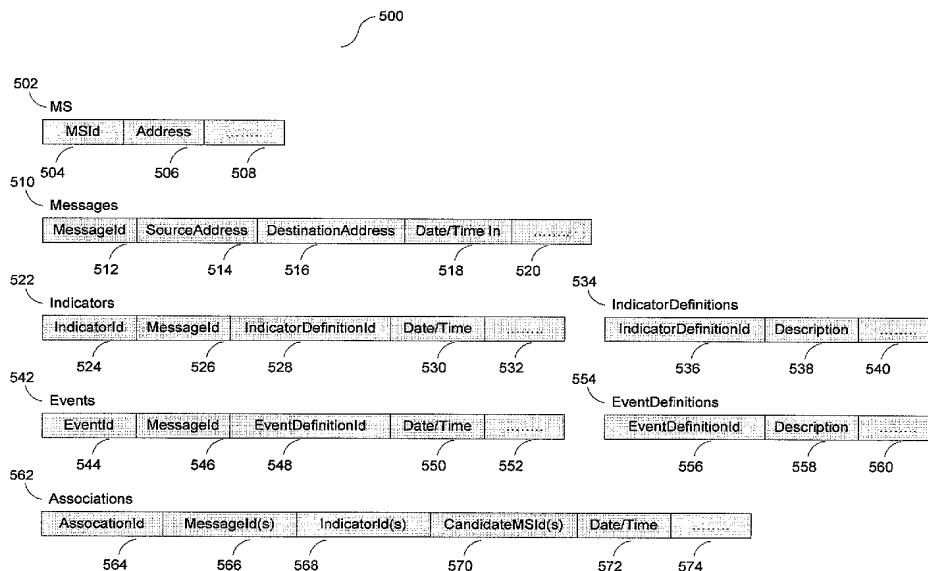 500
502
MS
MSId Address ........
504 506 508
510
Messages
MessageId SourceAddress DestinationAddress Date/Time In ........
512 514 516 518 520
522 534
Indicators IndicatorDefinitions
IndicatorId MessageId IndicatorDefinitionId Date/Time ........ IndicatorDefinitionId Description ........
524 526 528 530 532 536 538 540
542 554
Events EventDefinitions
EventId MessageId EventDefinitionId Date/Time ........ EventDefinitionId Description ........
544 546 548 550 552 556 558 560
562
Associations
AssocationId MessageId(s) IndicatorId(s) CandidateMSId(s) Date/Time ........
564 566 568 570 572 574